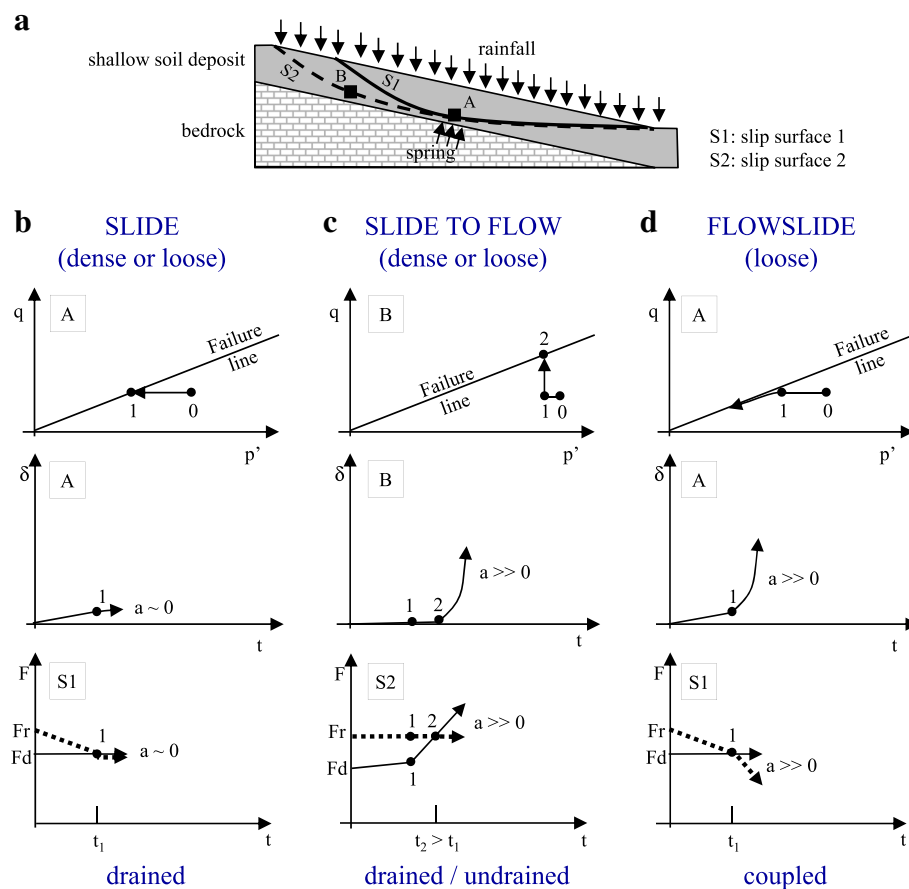 a
rainfall
shallow soil deposit
S2
B
S1
A
bedrock
spring
S1: slip surface 1
S2: slip surface 2
b
SLIDE
(dense or loose)
c
SLIDE TO FLOW
(dense or loose)
d
FLOWSLIDE
(loose)
q
A
Failure
line
1
0
p’
q
B
2
Failure
line
1
0
p’
q
A
Failure
line
1
0
p’
δ
A
1
a ~ 0
t
δ
B
a >> 0
1
2
t
δ
A
a >> 0
1
t
F
S1
Fr
1
Fd
a ~ 0
t1
t
F
S2
1
2
a >> 0
Fr
Fd
1
t2 > t1
t
F
S1
Fr
1
Fd
a >> 0
t1
t
drained
drained / undrained
coupled